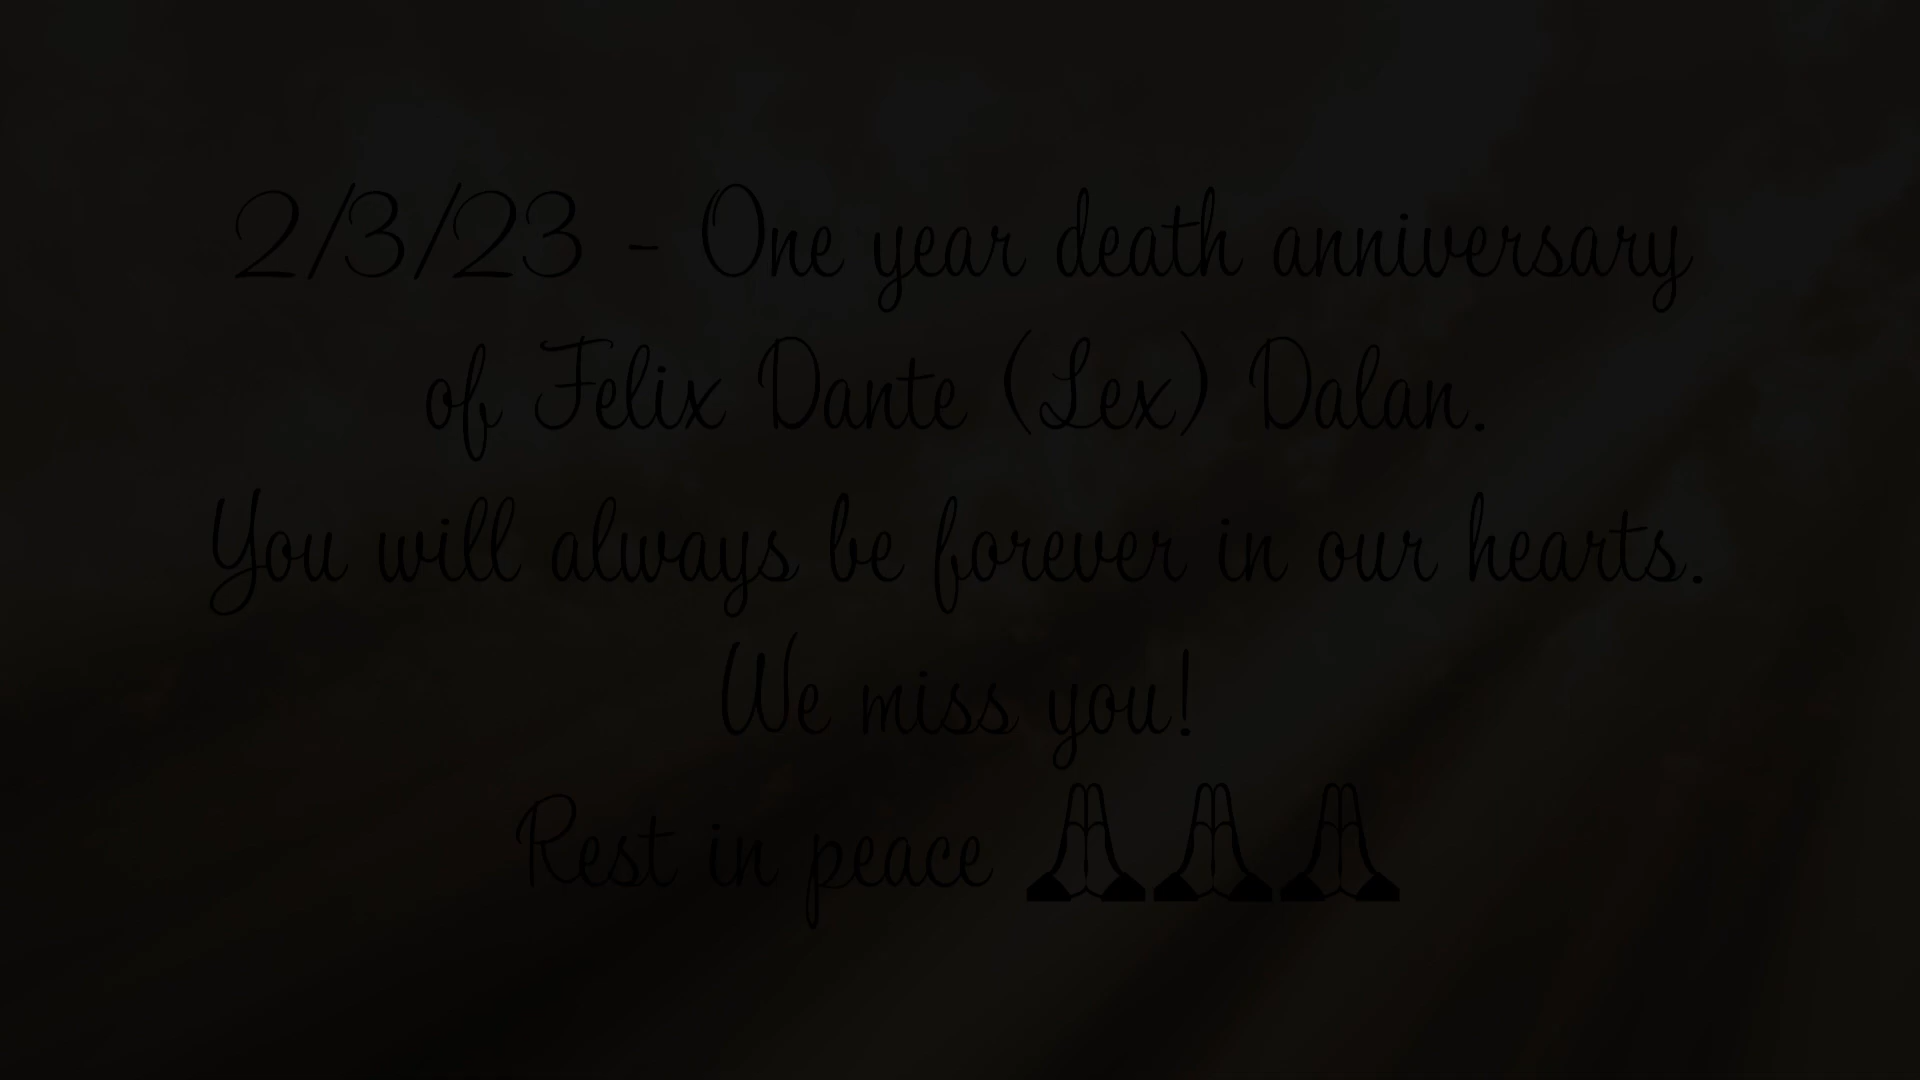 2/3/23 - One year death anniversary
of Felix Dante (Lex) Dalan.
You will always be forever in our hearts.
We miss you!
Rest in peace 🙏🙏🙏